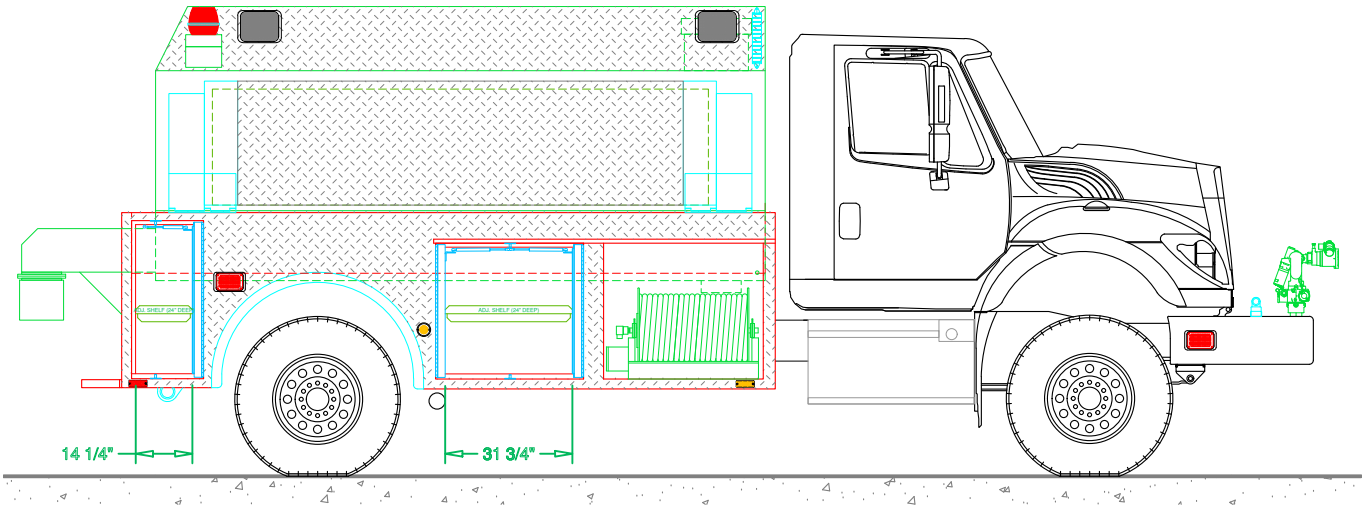 ADJ. SHELF (24" DEEP)
ADJ. SHELF (24" DEEP)
14 1/4"
31 3/4"